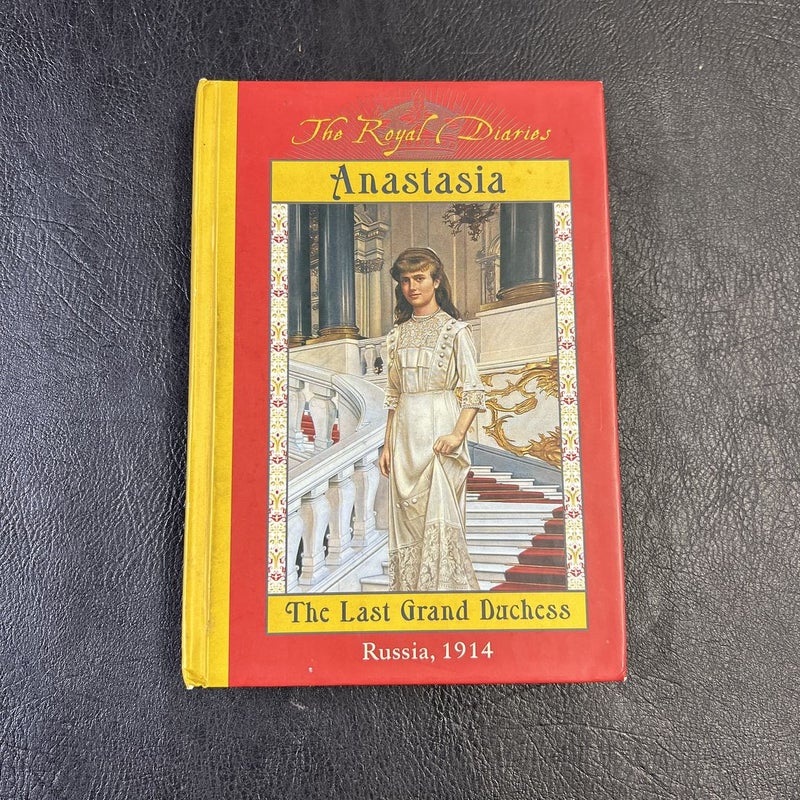 The Royal Diaries
Anastasia
The Last Grand Duchess
Russia, 1914